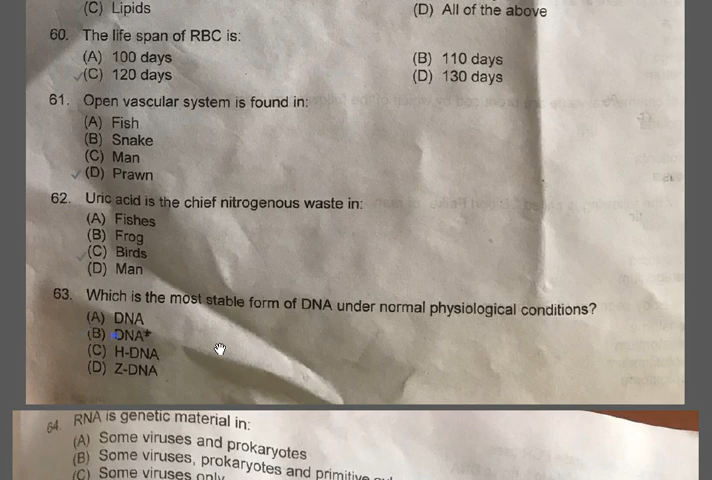 (C) Lipids (D) All of the above
60. The life span of RBC is:
(A) 100 days (B) 110 days
(C) 120 days (D) 130 days
61. Open vascular system is found in:
(A) Fish
(B) Snake
(C) Man
(D) Prawn
62. Uric acid is the chief nitrogenous waste in:
(A) Fishes
(B) Frog
(C) Birds
(D) Man
63. Which is the most stable form of DNA under normal physiological conditions?
(A) DNA
(B) DNA*
(C) H-DNA
(D) Z-DNA
64. RNA is genetic material in:
(A) Some viruses and prokaryotes
(B) Some viruses, prokaryotes and primitive
(C) Some viruses only